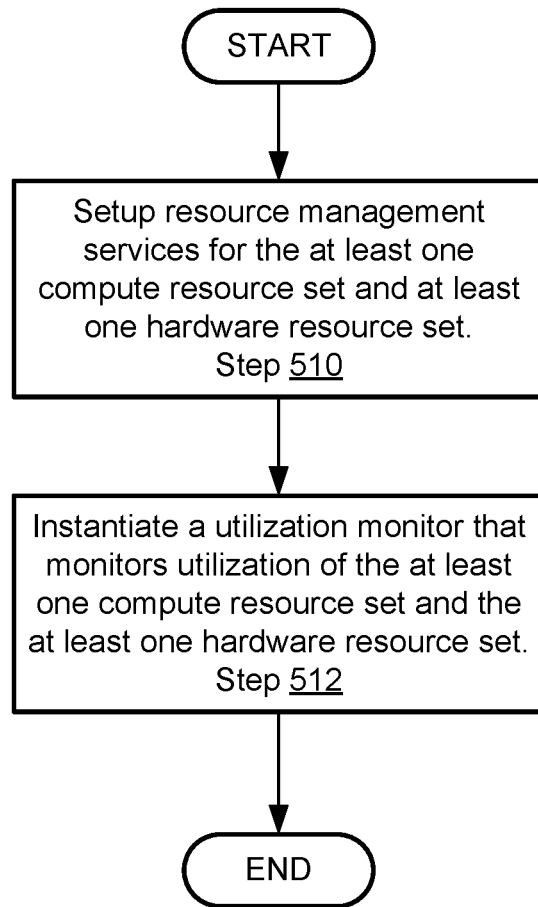 START
Setup resource management
services for the at least one
compute resource set and at least
one hardware resource set.
Step 510
Instantiate a utilization monitor that
monitors utilization of the at least
one compute resource set and the
at least one hardware resource set.
Step 512
END